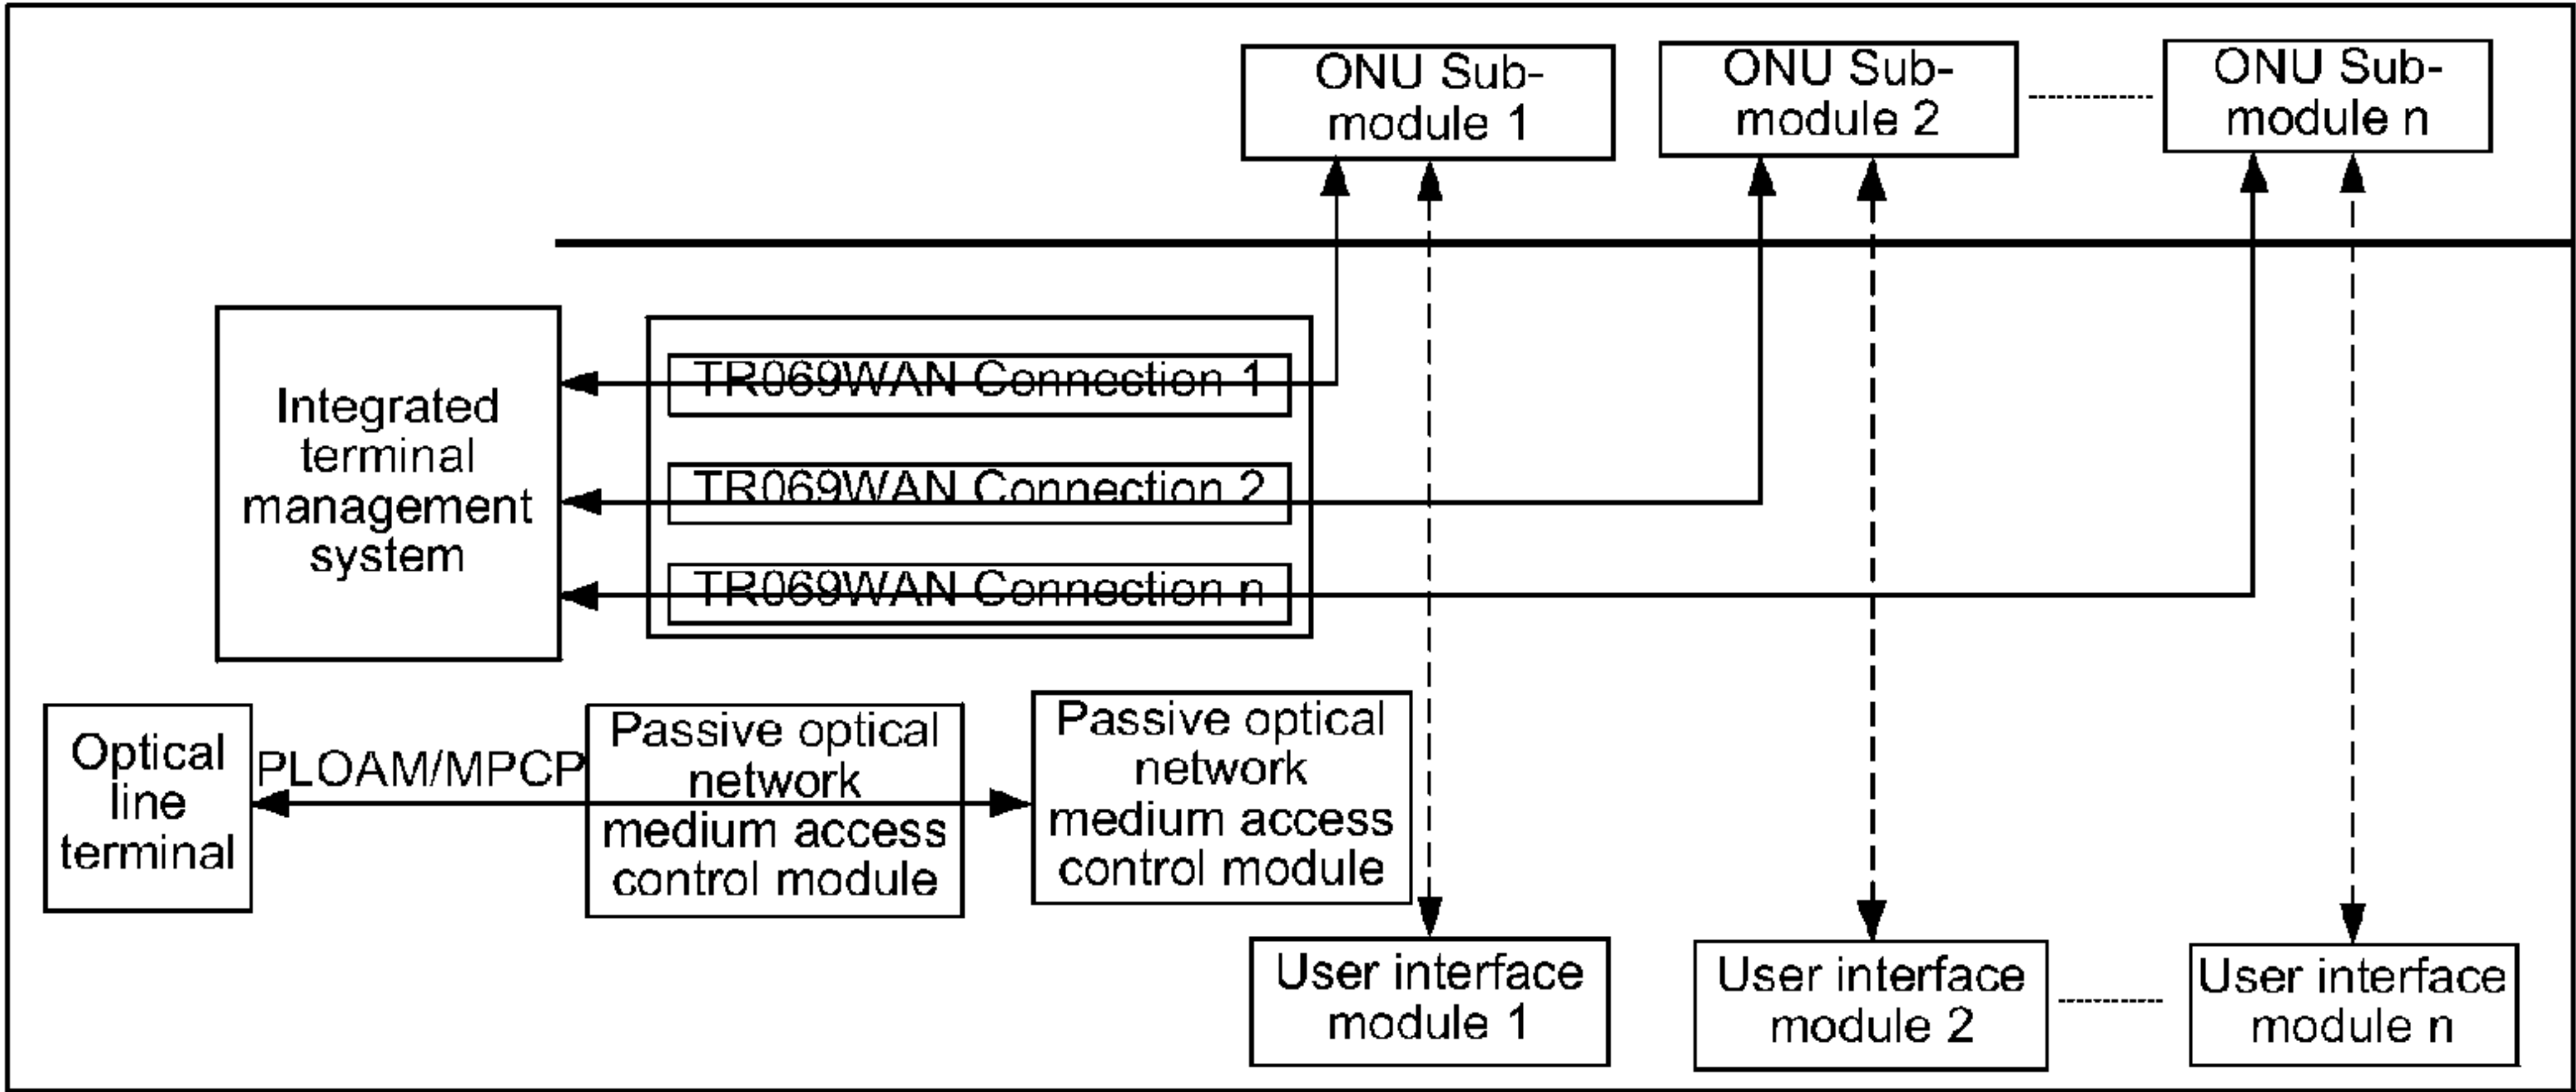 ONU Sub-
module 1
ONU Sub-
module 2
ONU Sub-
module n
Integrated
terminal
management
system
TR069WAN Connection 1
TR069WAN Connection 2
TR069WAN Connection n
Optical
line
terminal
PLOAM/MPCP
Passive optical
network
medium access
control module
Passive optical
network
medium access
control module
User interface
module 1
User interface
module 2
User interface
module n